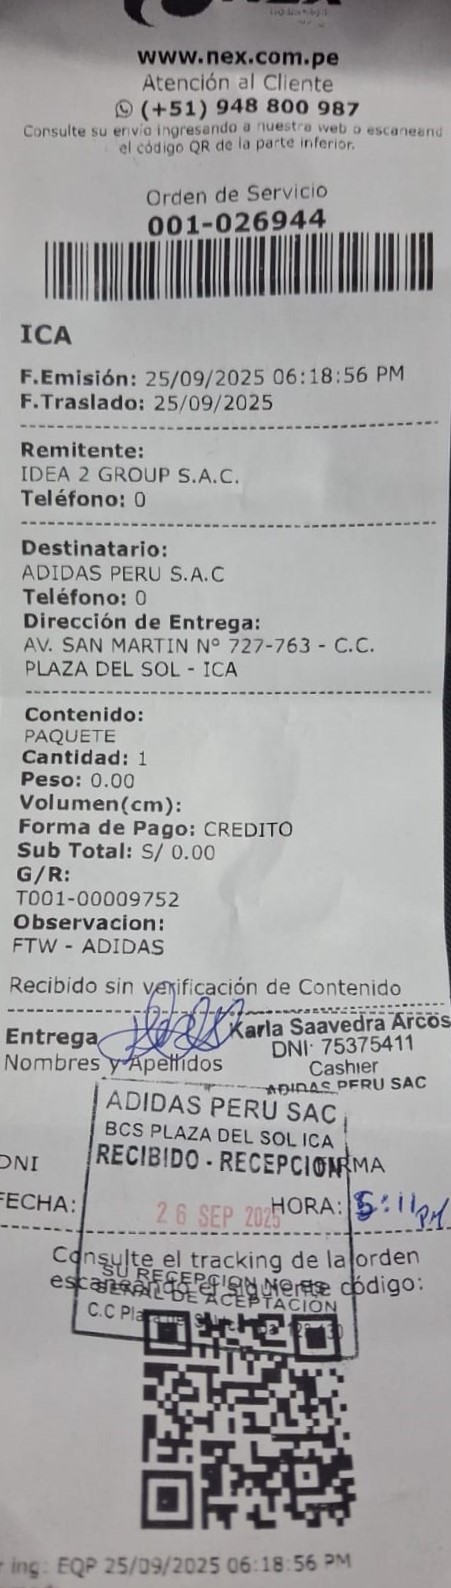 NEX
www.nex.com.pe
Atención al Cliente
(+51) 948 800 987
Consulte su envío ingresando a nuestra web o escaneand
el código QR de la parte inferior.
Orden de Servicio
001-026944
ICA
F.Emisión: 25/09/2025 06:18:56 PM
F.Traslado: 25/09/2025
Remitente:
IDEA 2 GROUP S.A.C.
Teléfono: 0
Destinatario:
ADIDAS PERU S.A.C
Teléfono: 0
Dirección de Entrega:
AV. SAN MARTIN Nº 727-763 - C.C.
PLAZA DEL SOL - ICA
Contenido:
PAQUETE
Cantidad: 1
Peso: 0.00
Volumen(cm):
Forma de Pago: CREDITO
Sub Total: S/ 0.00
G/R:
T001-00009752
Observacion:
FTW - ADIDAS
Recibido sin verificación de Contenido
Karla Saavedra Arcos
Entrega
DNI: 75375411
Nombres y Apellidos
Cashier
ADIDAS PERU SAC
ADIDAS PERU SAC
BCS PLAZA DEL SOL ICA
RECIBIDO - RECEPCION
DNI
RMA
FECHA:
26 SEP 2025
HORA: 5:11 PM
Consulte el tracking de la orden
escaneando el siguiente código:
SU RECEPCION NO ES
SEÑAL DE ACEPTACION
C.C
ing: EQP 25/09/2025 06:18:56 PM